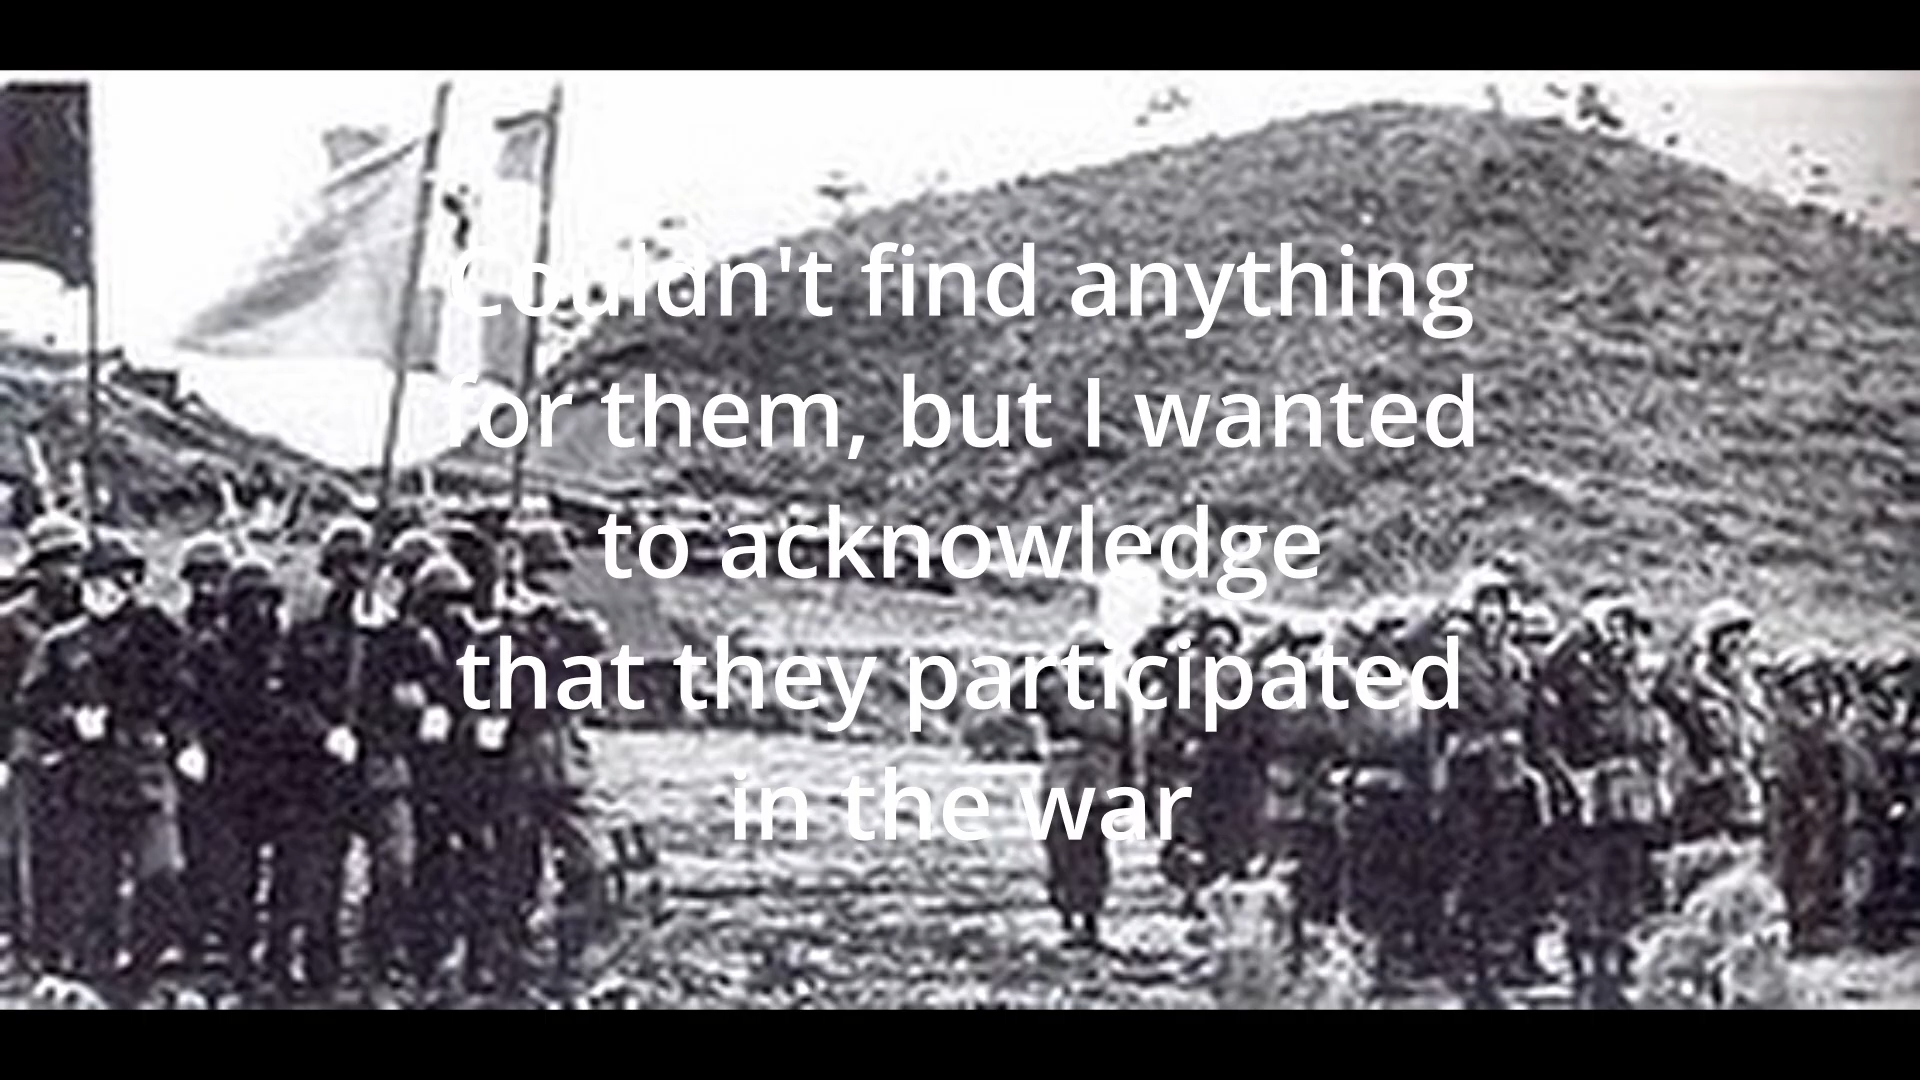 Couldn't find anything
for them, but I wanted
to acknowledge
that they participated
in the war